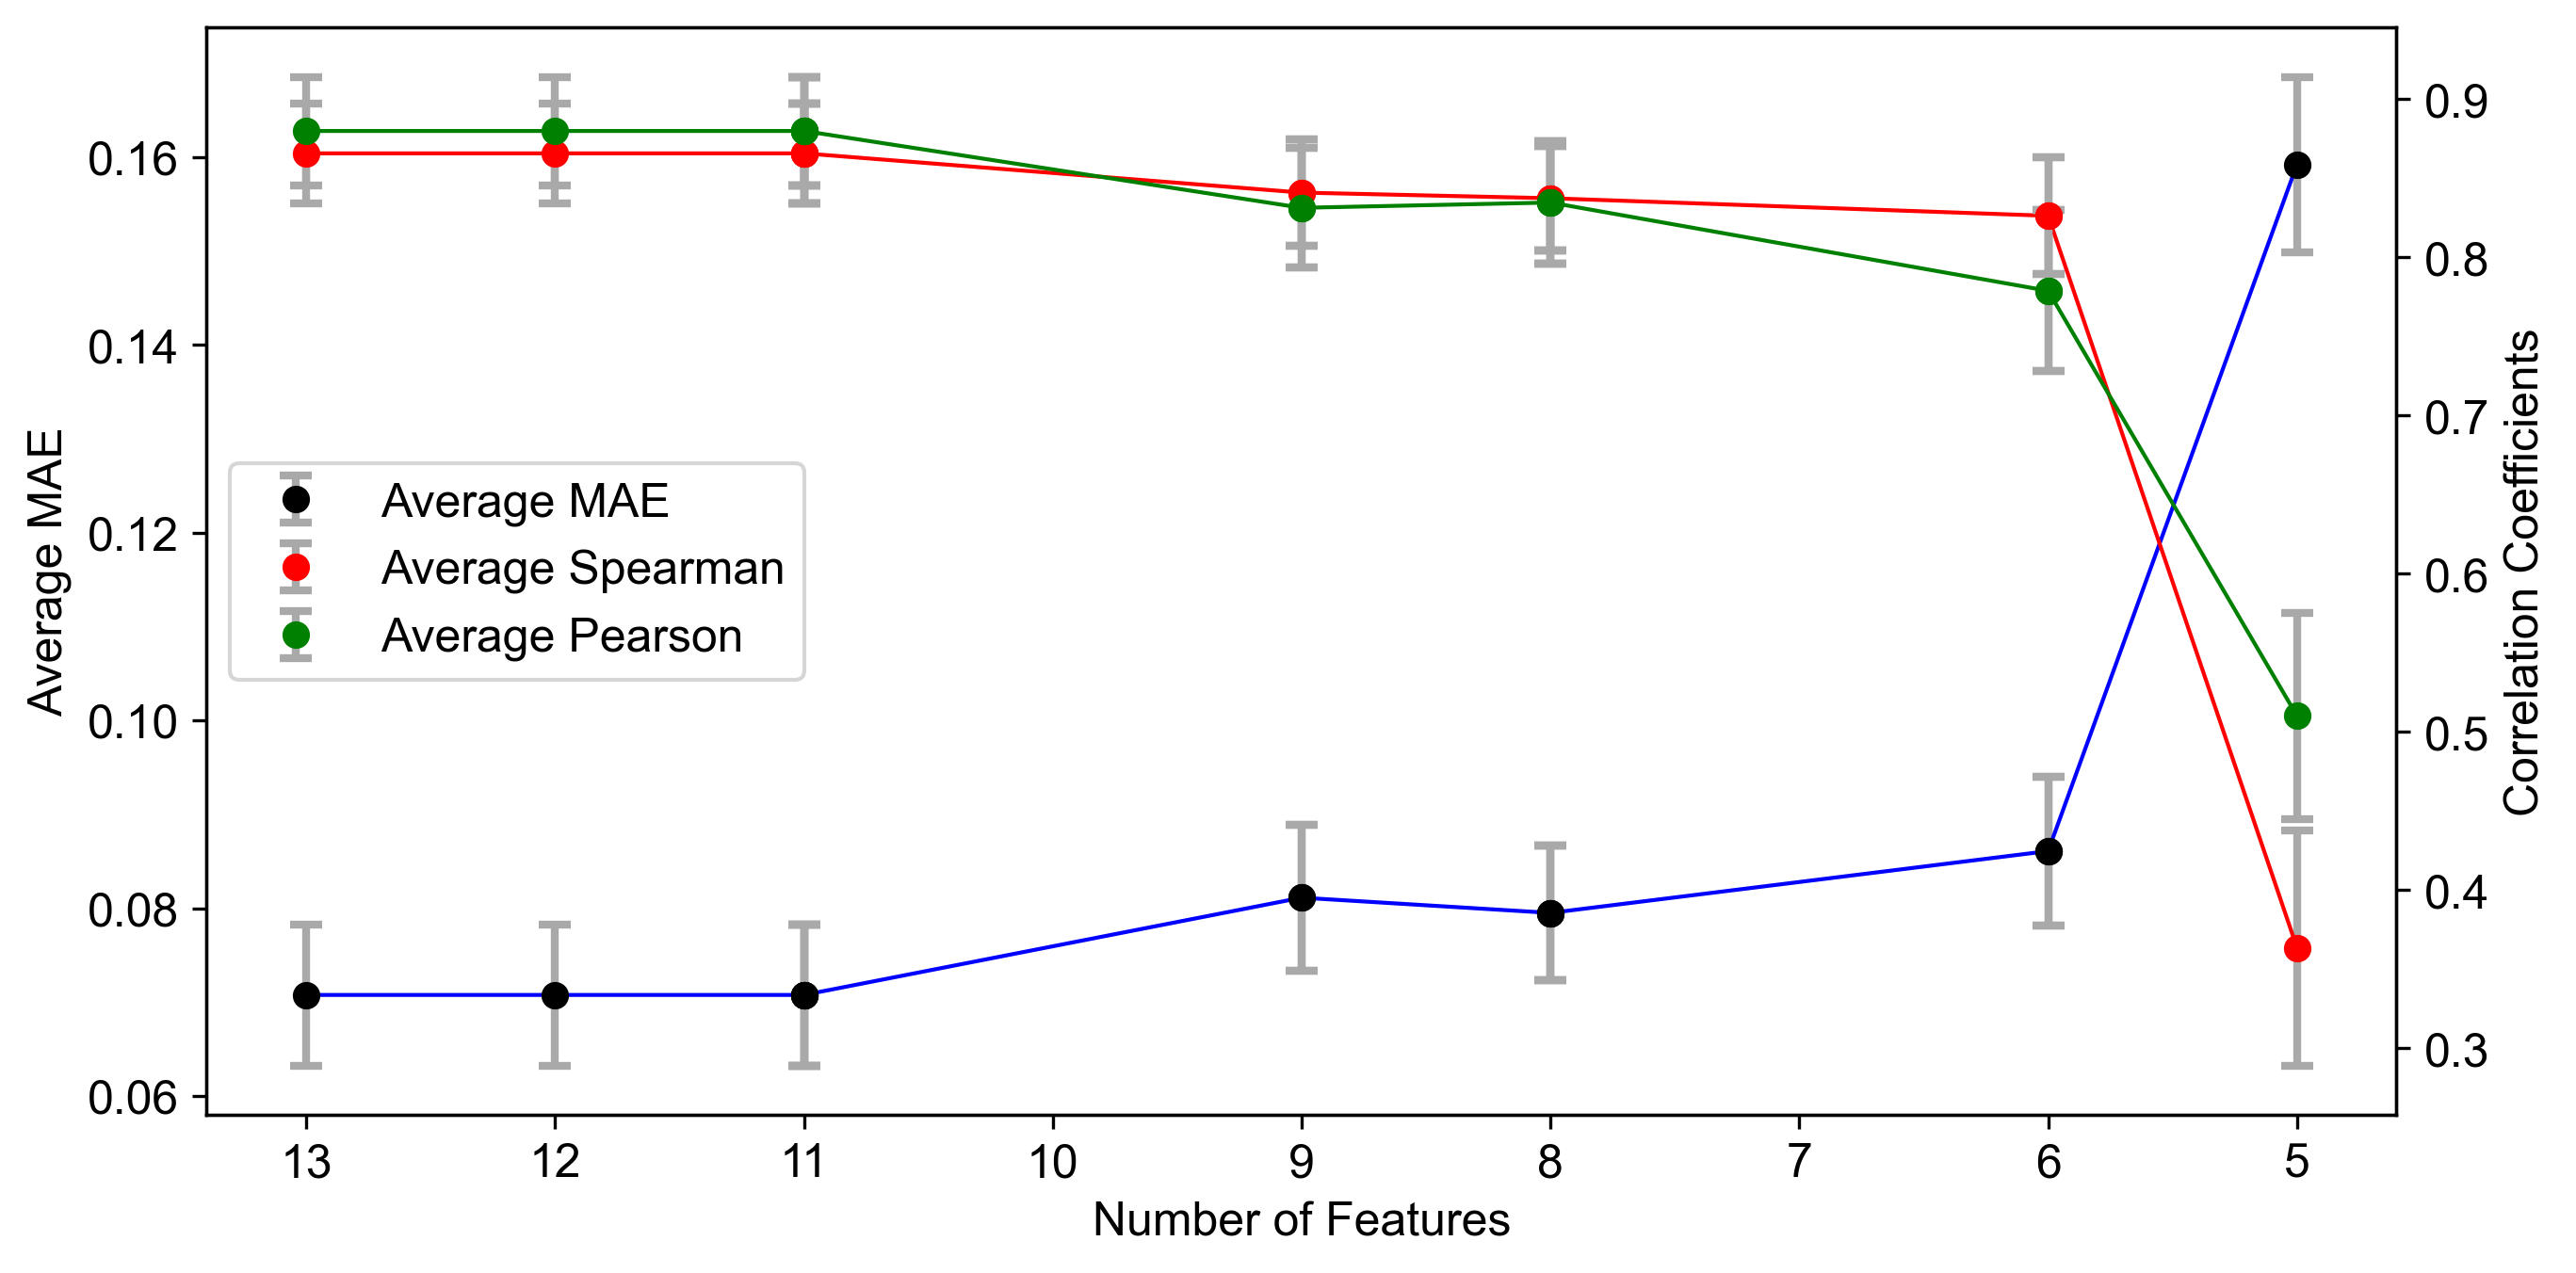 0.16
0.14
0.12
0.10
0.08
0.06
Average MAE
Average MAE
Average Spearman
Average Pearson
0.9
0.8
0.7
0.6
0.5
0.4
0.3
Correlation Coefficients
13 12 11 10 9 8 7 6 5
Number of Features